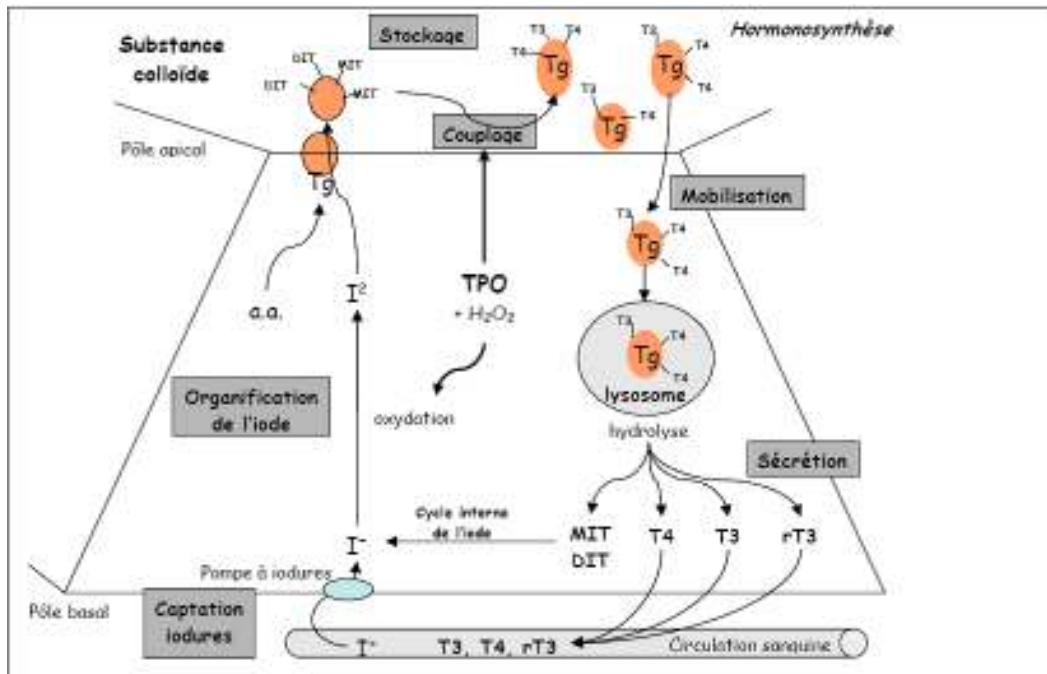 Hormonosynthèse
Stockage
Substance
colloïde
DIT
MIT
DIT
MIT
T3
T4
T4
Tg
T3
T4
Tg
T4
T3
T4
Tg
Couplage
Pôle apical
Tg
Mobilisation
T3
T4
Tg
T4
a.a.
I²
TPO
+ H₂O₂
oxydation
T3
T4
Tg
T4
lysosome
hydrolyse
Organification
de l'iode
Sécrétion
Cycle interne
de l'iode
I⁻
MIT
DIT
T4
T3
rT3
Pompe à iodures
Pôle basal
Captation
iodures
I⁻
T3, T4, rT3
Circulation sanguine